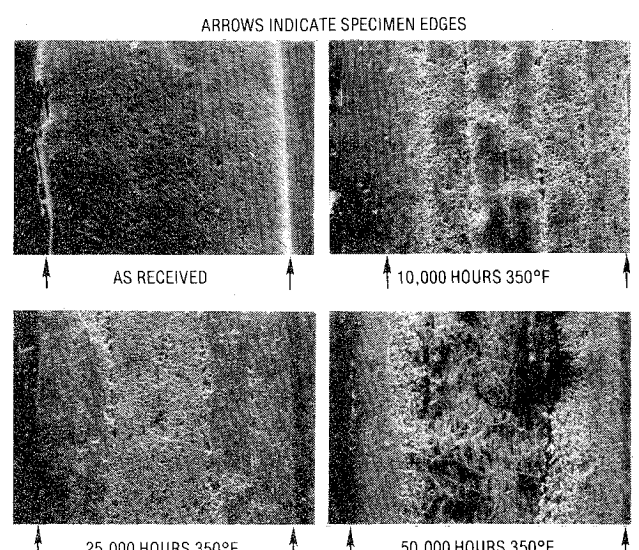 ARROWS INDICATE SPECIMEN EDGES
AS RECEIVED
10,000 HOURS 350°F
25,000 HOURS 350°F
50,000 HOURS 350°F